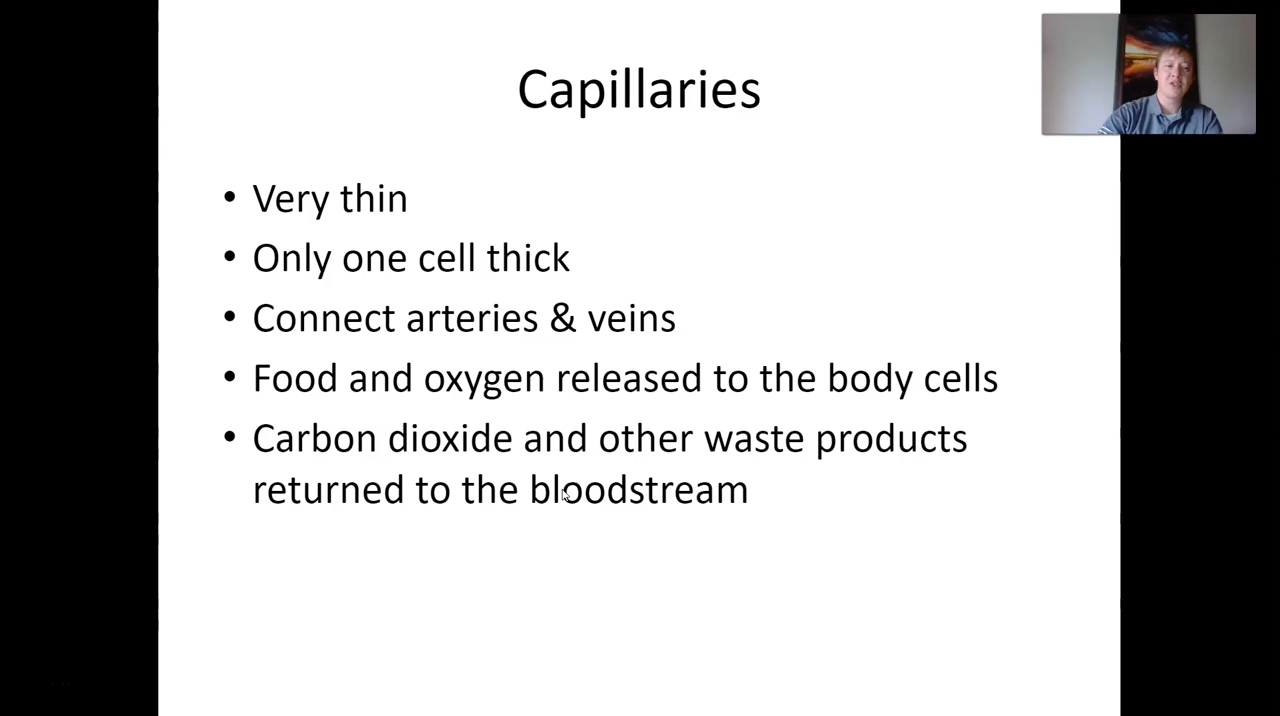 Capillaries
• Very thin
• Only one cell thick
• Connect arteries & veins
• Food and oxygen released to the body cells
• Carbon dioxide and other waste products
returned to the bloodstream